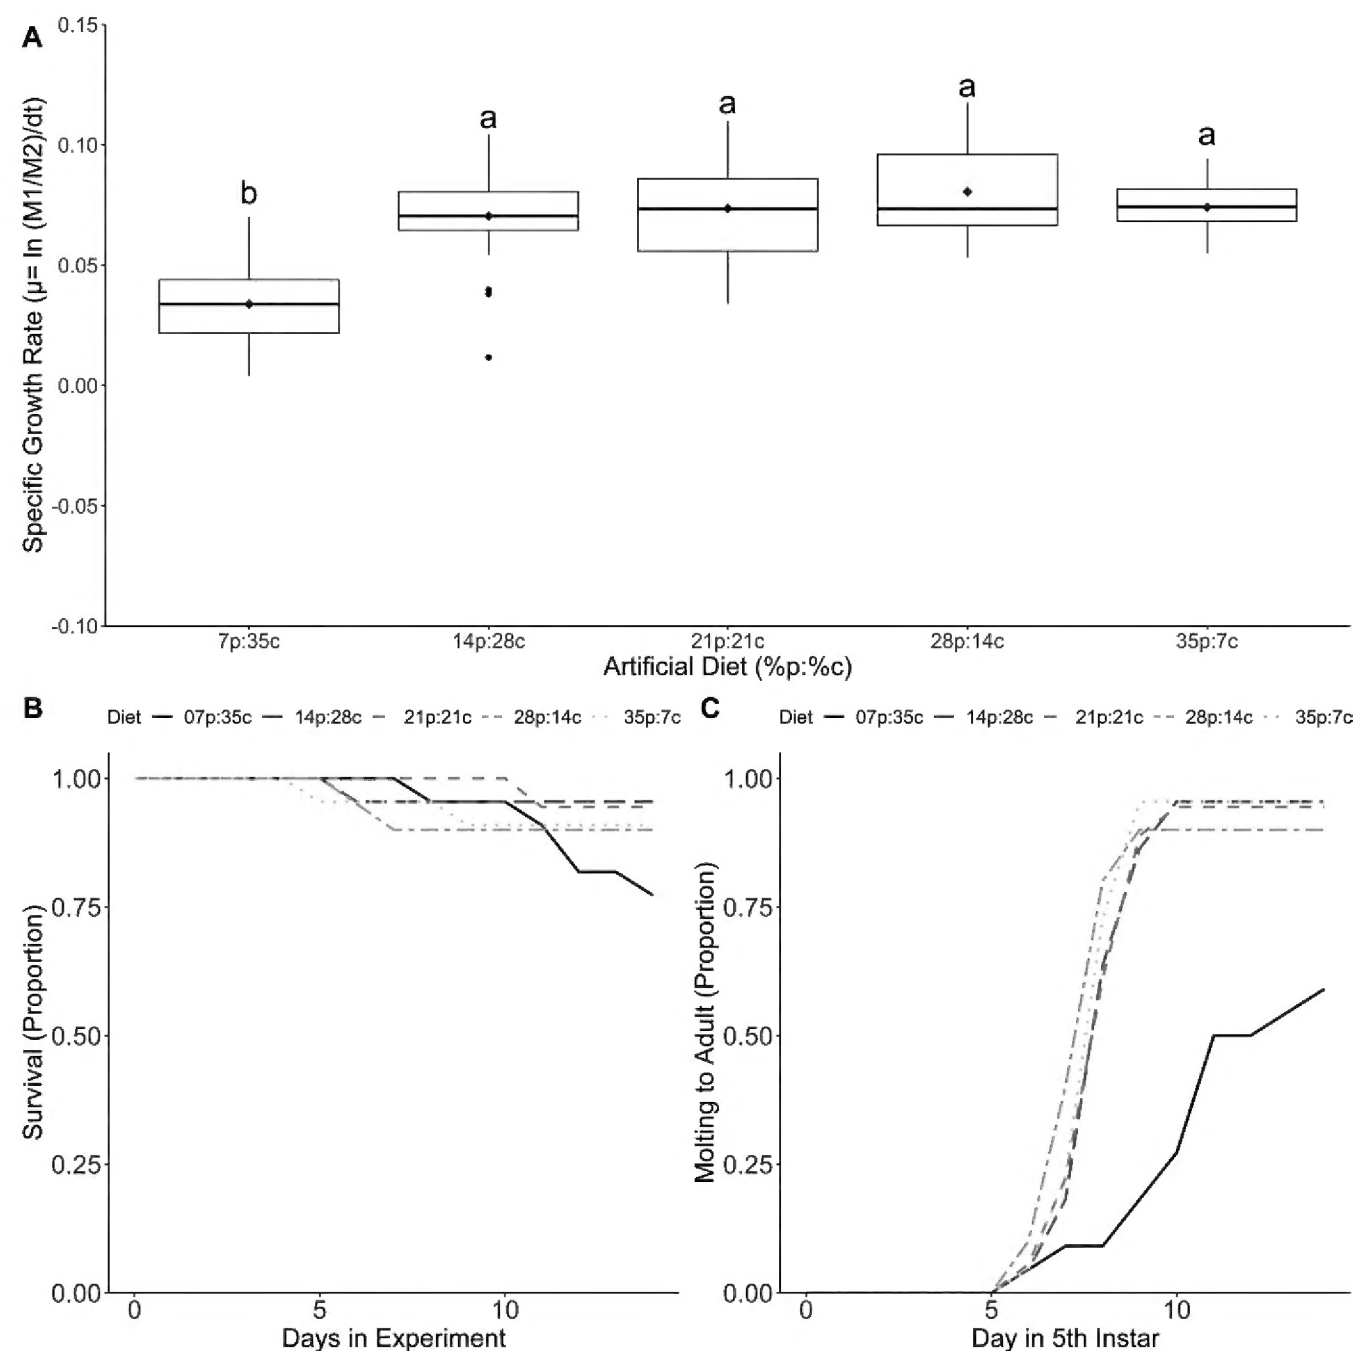 A
Specific Growth Rate (μ= ln (M1/M2)/dt)
0.15
0.10
0.05
0.00
-0.05
-0.10
b
a
a
a
a
7p:35c 14p:28c 21p:21c 28p:14c 35p:7c
Artificial Diet (%p:%c)
B
Diet 07p:35c 14p:28c 21p:21c 28p:14c 35p:7c
Survival (Proportion)
1.00
0.75
0.50
0.25
0.00
0 5 10
Days in Experiment
C
Diet 07p:35c 14p:28c 21p:21c 28p:14c 35p:7c
Molting to Adult (Proportion)
1.00
0.75
0.50
0.25
0.00
0 5 10
Day in 5th Instar